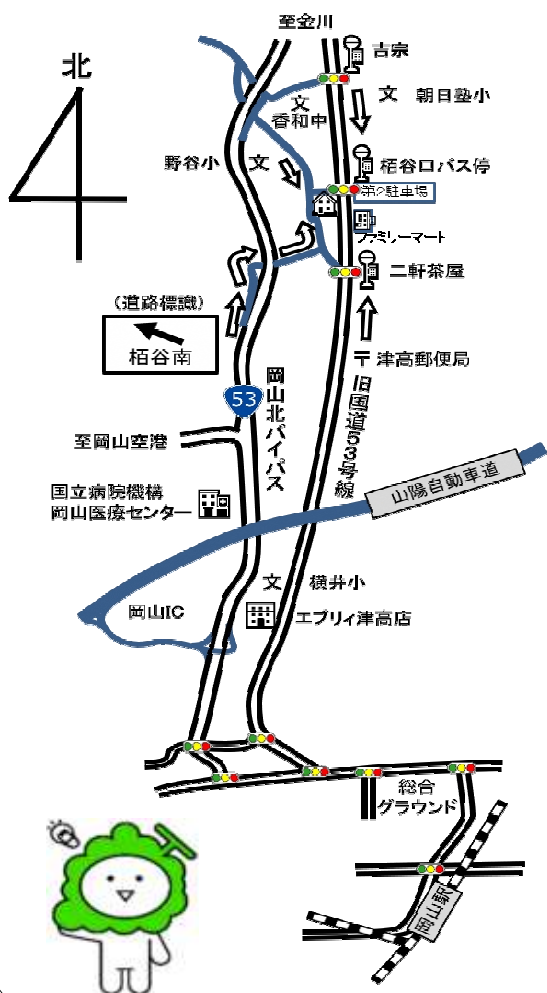 至金川
吉宗
北
文 朝日塾小
文
香和中
野谷小 文
栢谷口バス停
第2駐車場
ファミリーマート
二軒茶屋
(道路標識)
栢谷南
〒津高郵便局
53
岡山北バイパス
旧国道53号線
至岡山空港
山陽自動車道
国立病院機構
岡山医療センター
文 横井小
岡山IC
エブリィ津高店
総合
グラウンド
岡山駅